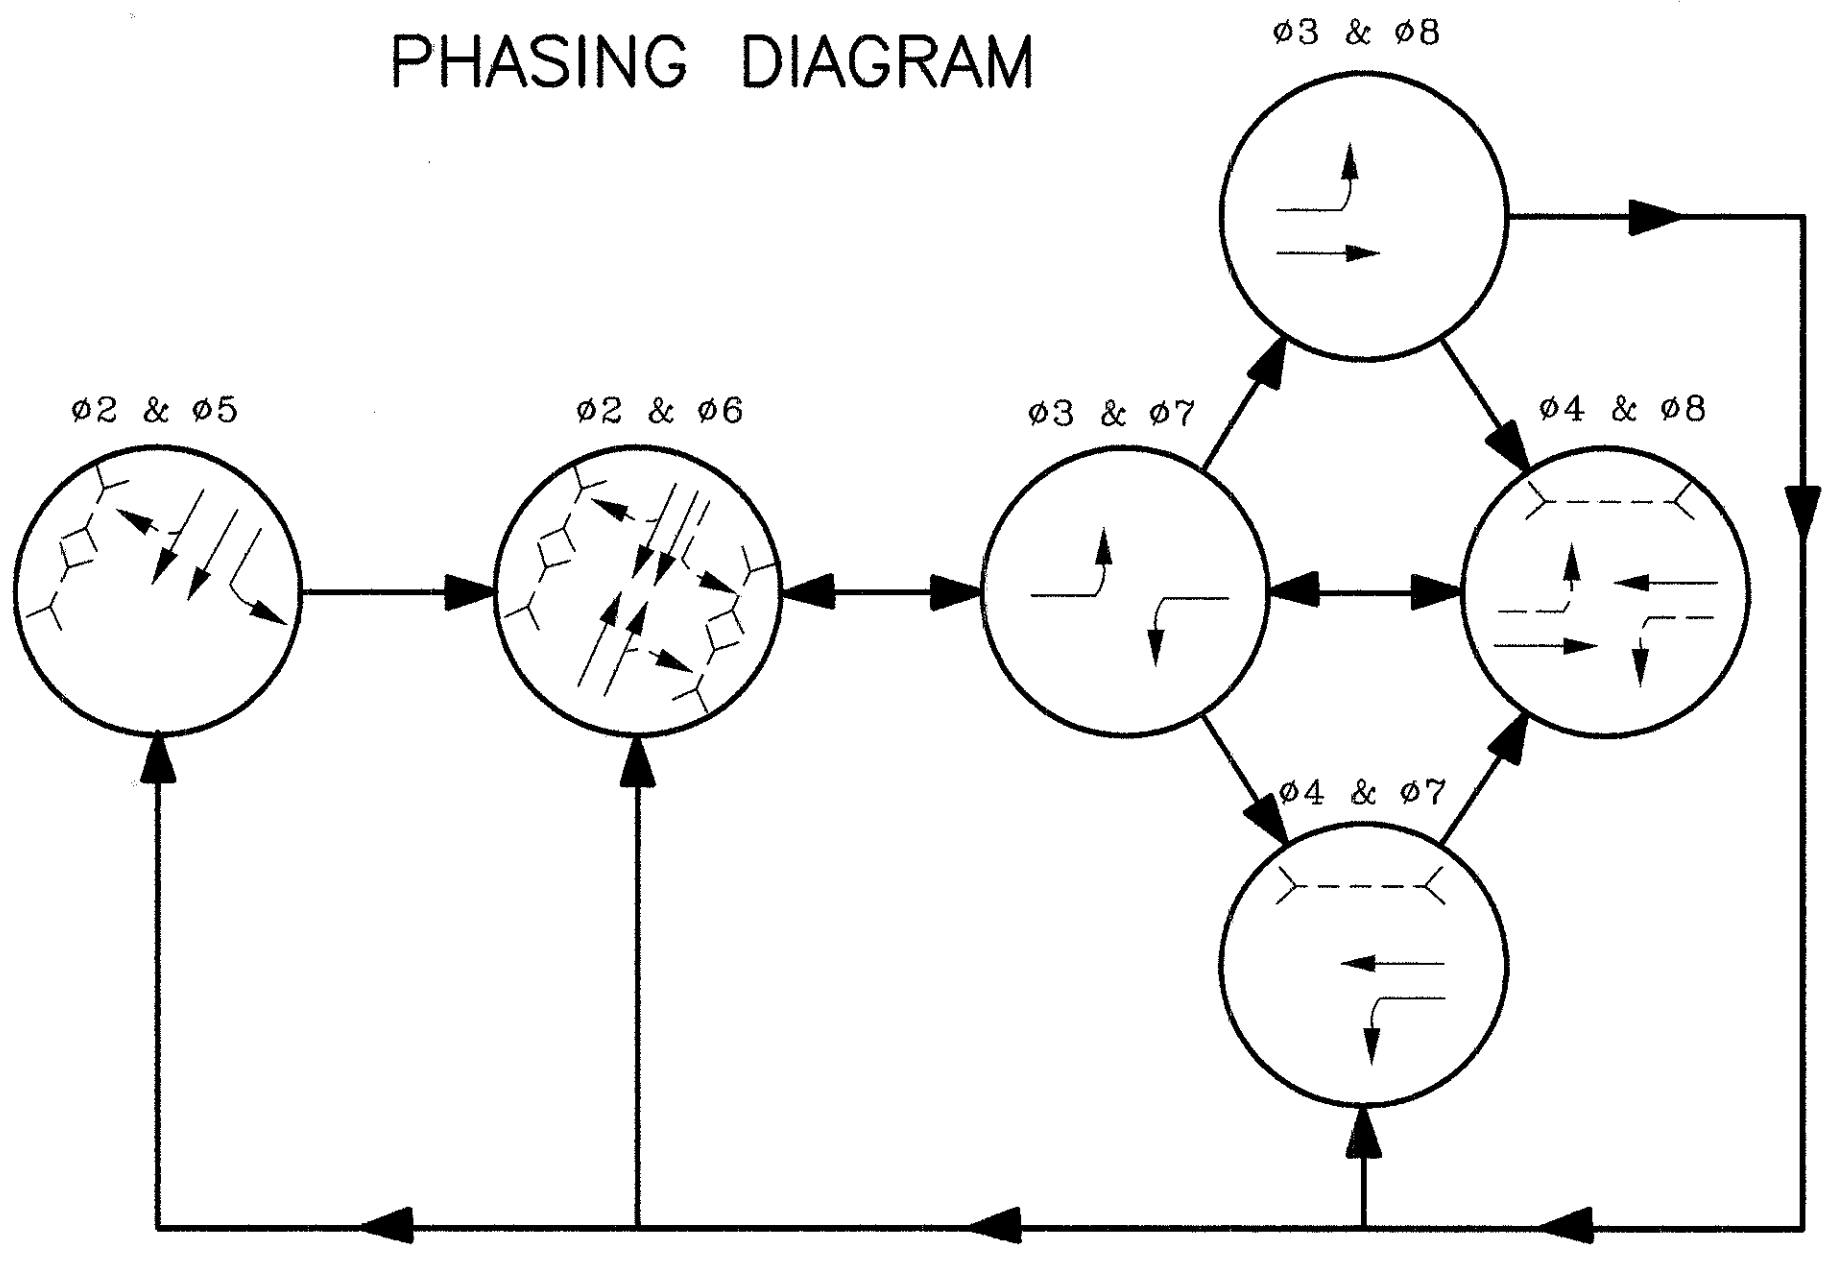 PHASING DIAGRAM
ø3 & ø8
ø2 & ø5
ø2 & ø6
ø3 & ø7
ø4 & ø8
ø4 & ø7